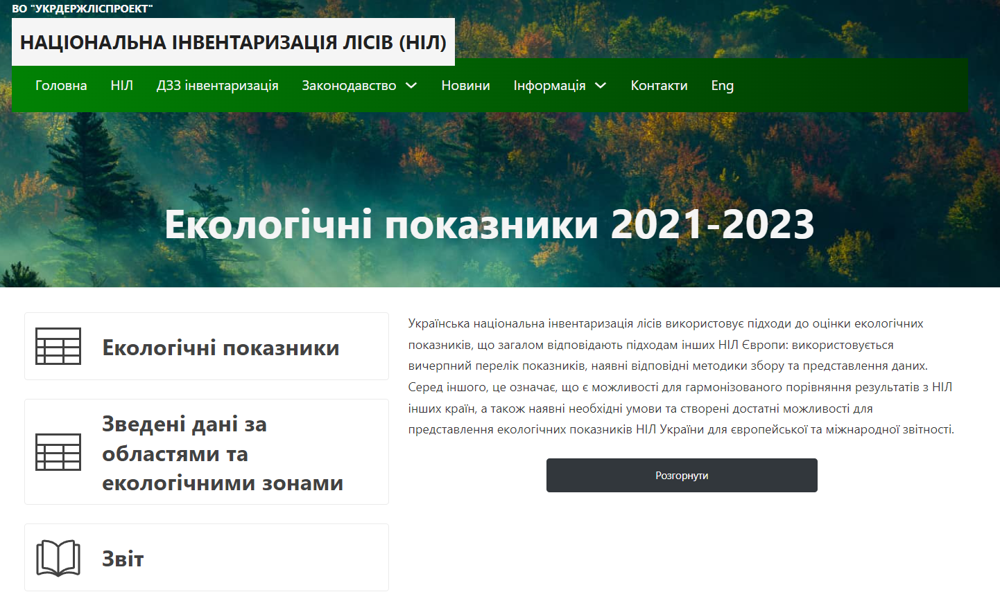 ВО "УКРДЕРЖЛІСПРОЕКТ"
НАЦІОНАЛЬНА ІНВЕНТАРИЗАЦІЯ ЛІСІВ (НІЛ)
Головна НІЛ ДЗЗ інвентаризація Законодавство Новини Інформація Контакти Eng
Екологічні показники 2021-2023
Екологічні показники
Зведені дані за
областями та
екологічними зонами
Звіт
Українська національна інвентаризація лісів використовує підходи до оцінки екологічних
показників, що загалом відповідають підходам інших НІЛ Європи: використовується
вичерпний перелік показників, наявні відповідні методики збору та представлення даних.
Серед іншого, це означає, що є можливості для гармонізованого порівняння результатів з НІЛ
інших країн, а також наявні необхідні умови та створені достатні можливості для
представлення екологічних показників НІЛ України для європейської та міжнародної звітності.
Розгорнути